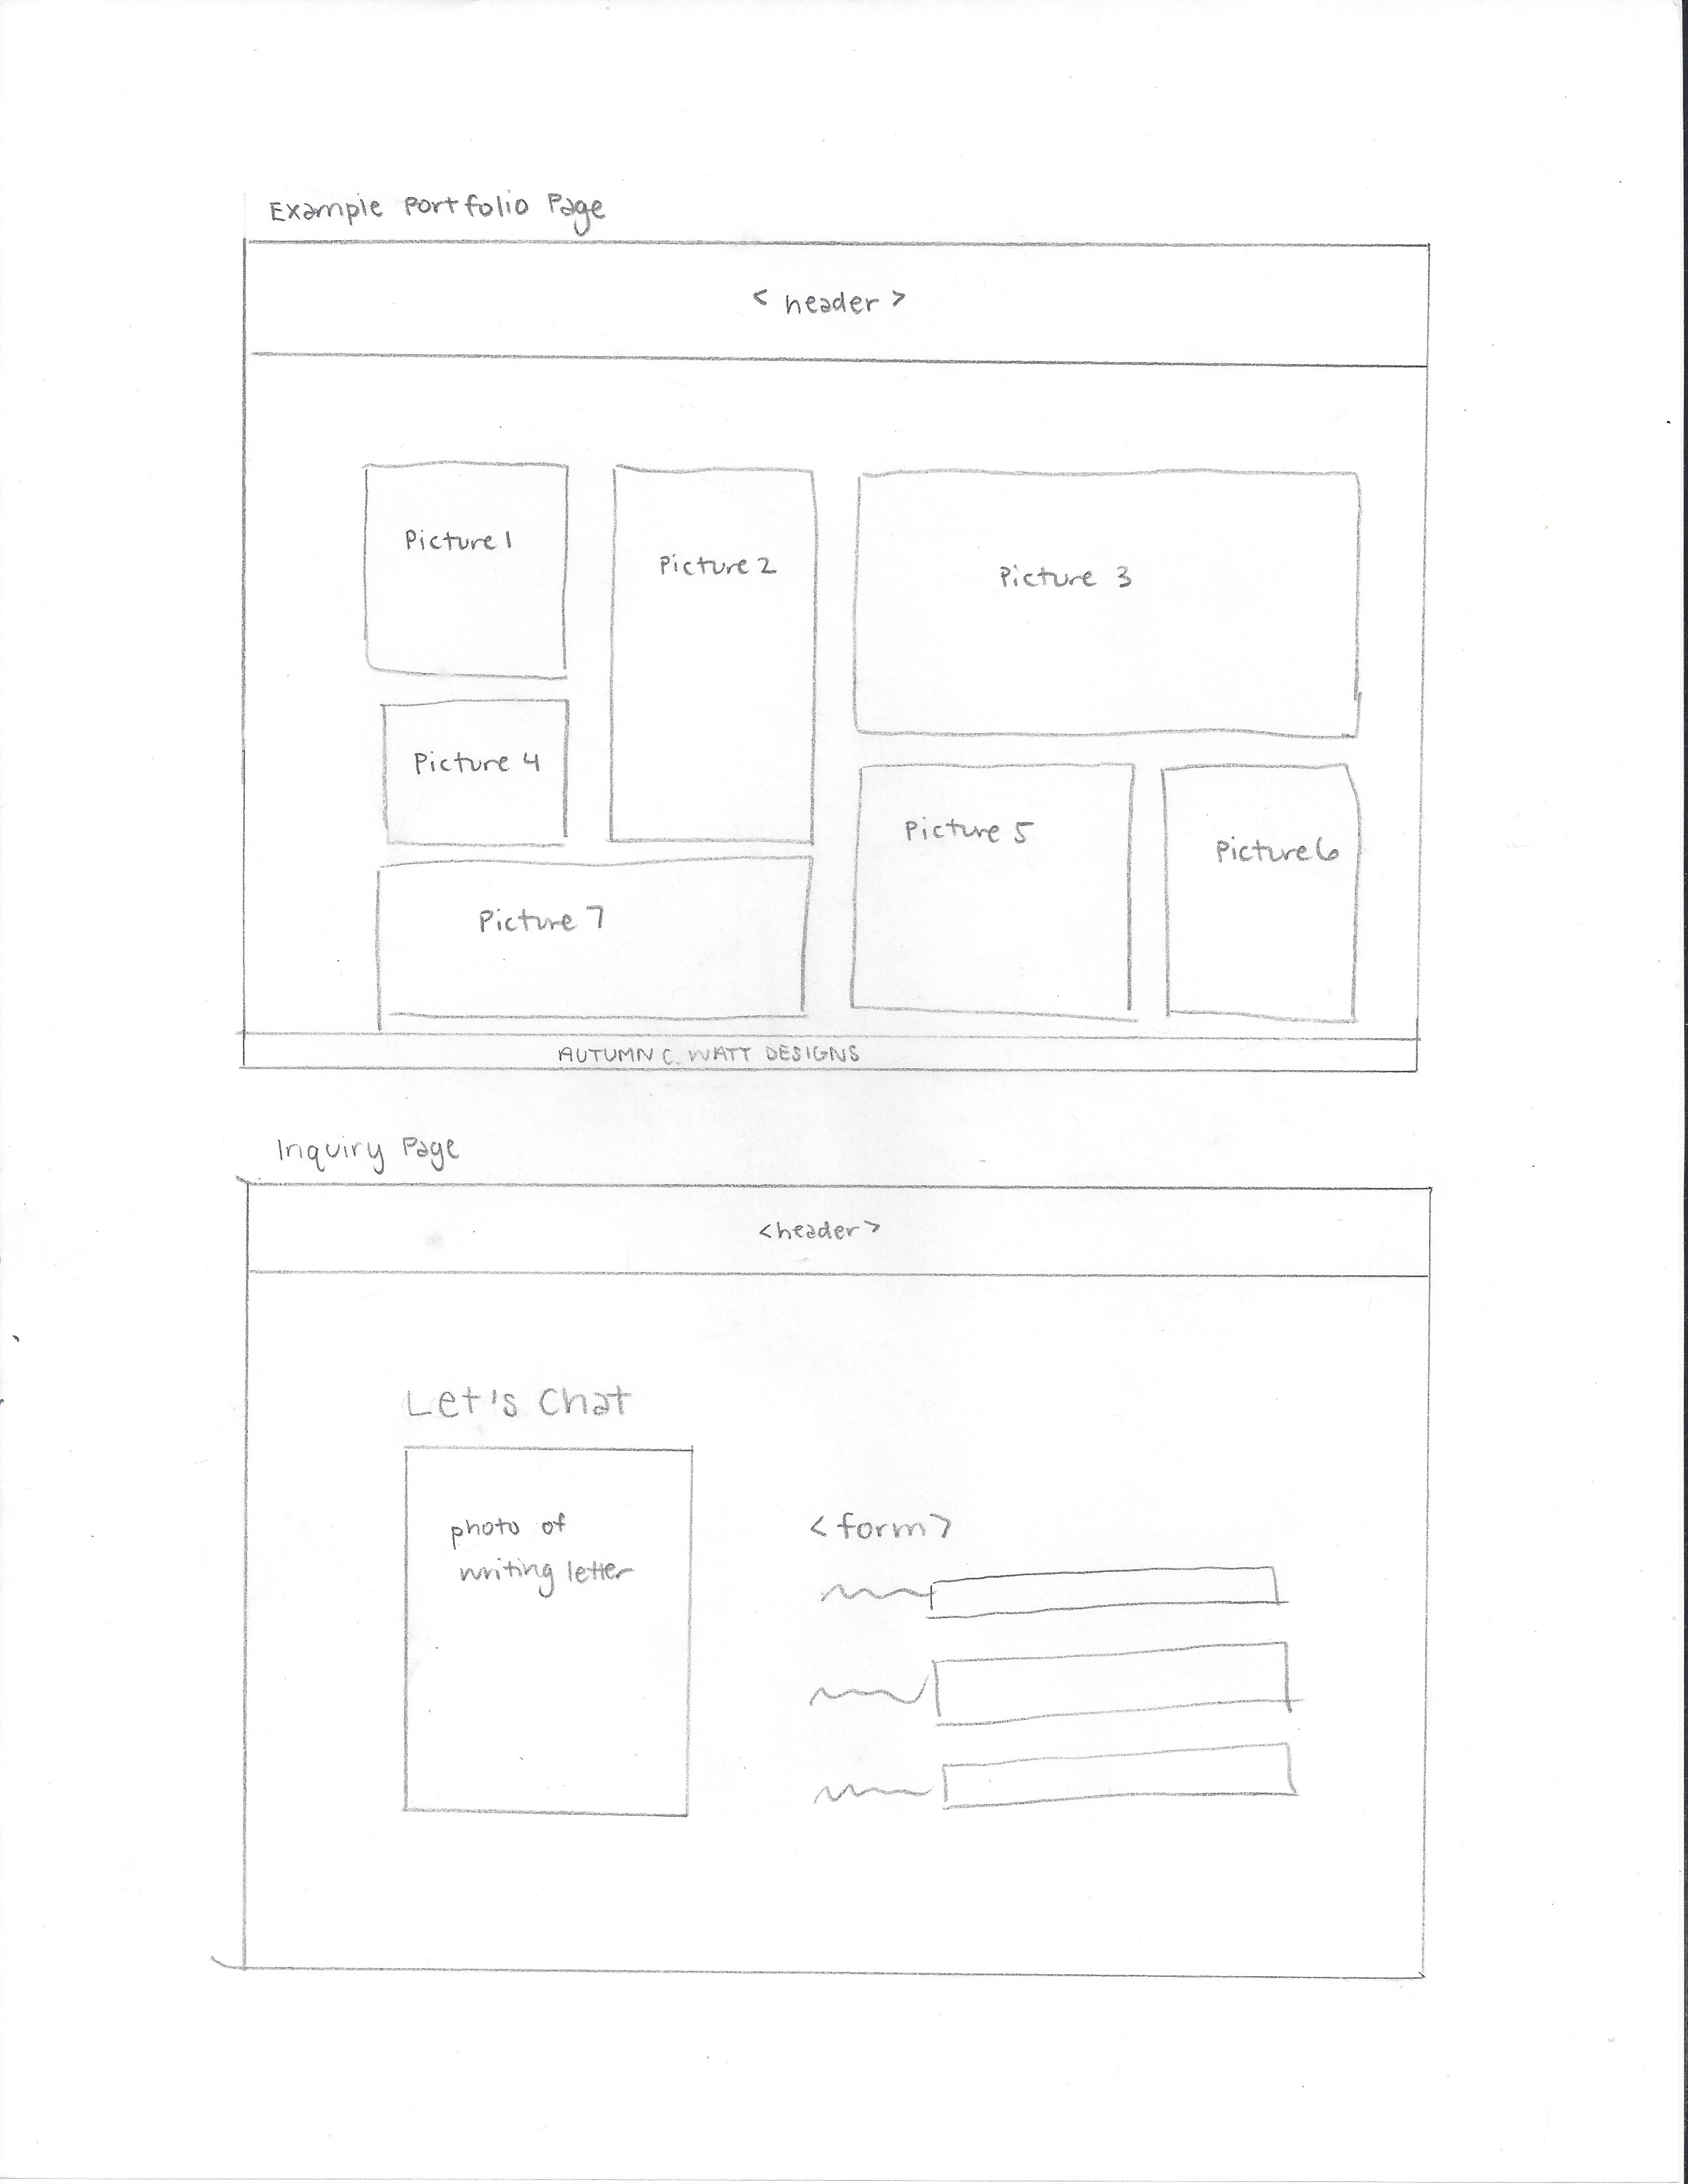 Example Portfolio Page
< header >
Picture 1
Picture 2
Picture 3
Picture 4
Picture 5
Picture 6
Picture 7
AUTUMN C. WATT DESIGNS
Inquiry Page
<header>
Let's Chat
photo of
writing letter
<form>